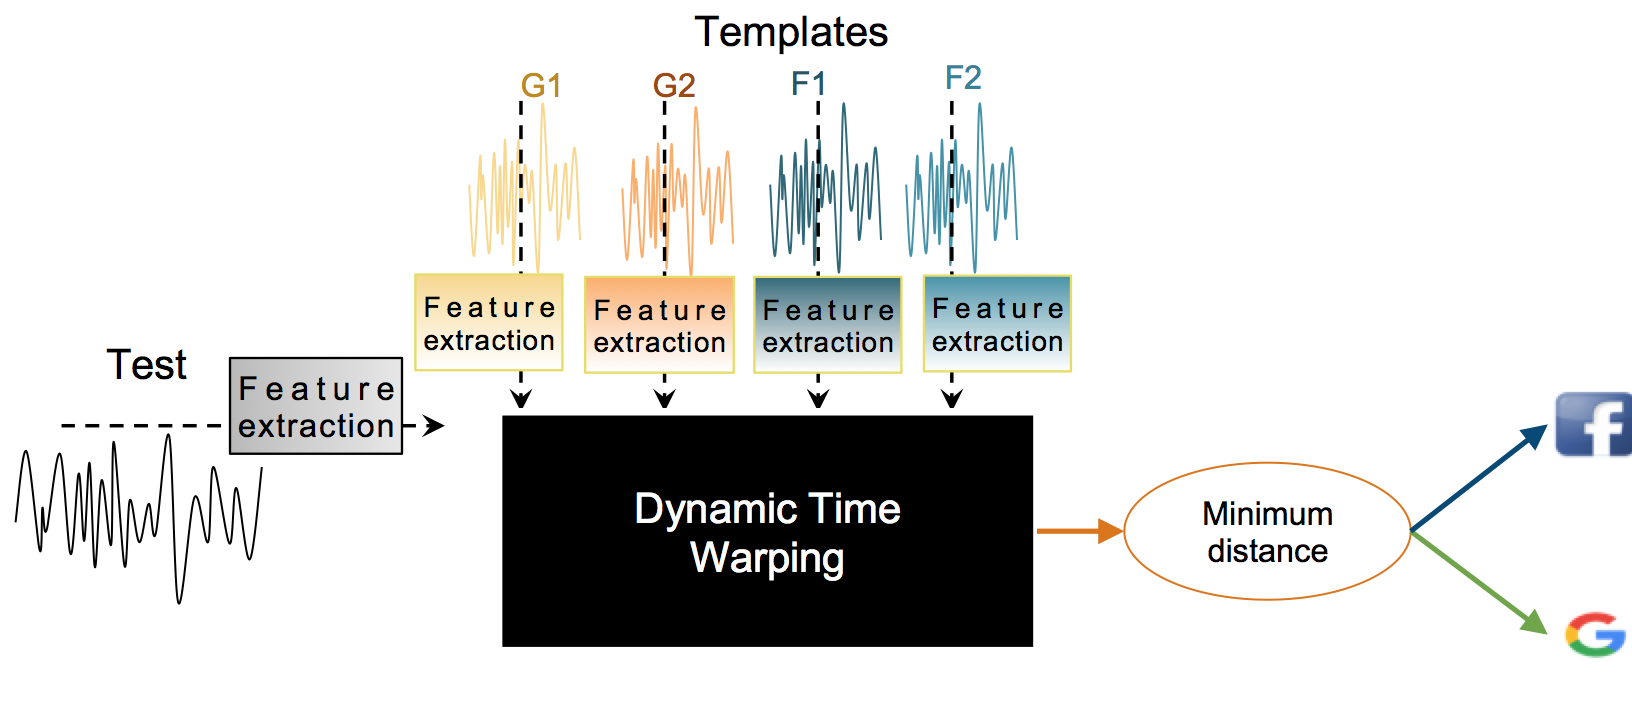 Templates
G1 G2 F1 F2
Feature
extraction
Feature
extraction
Feature
extraction
Feature
extraction
Test
Feature
extraction
Dynamic Time
Warping
Minimum
distance
f
G